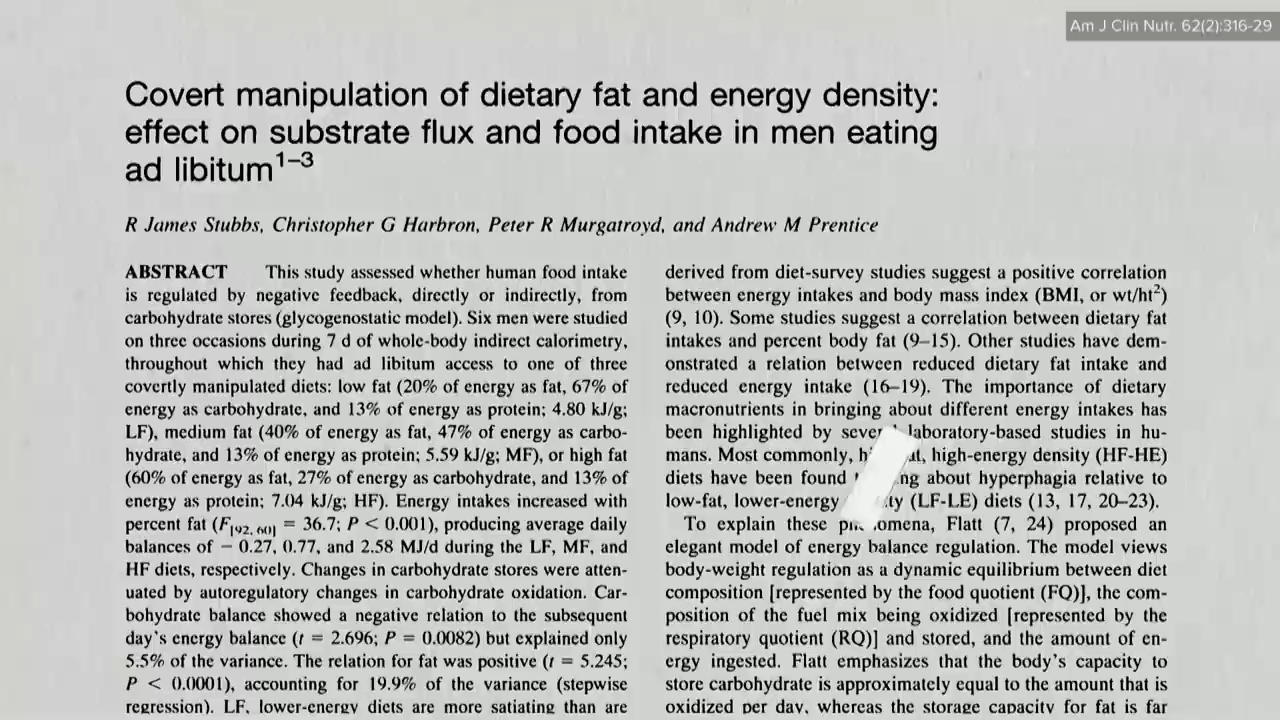 Am J Clin Nutr. 62(2):316-29
Covert manipulation of dietary fat and energy density:
effect on substrate flux and food intake in men eating
ad libitum1–3
R James Stubbs, Christopher G Harbron, Peter R Murgatroyd, and Andrew M Prentice
ABSTRACT This study assessed whether human food intake
is regulated by negative feedback, directly or indirectly, from
carbohydrate stores (glycogenostatic model). Six men were studied
on three occasions during 7 d of whole-body indirect calorimetry,
throughout which they had ad libitum access to one of three
covertly manipulated diets: low fat (20% of energy as fat, 67% of
energy as carbohydrate, and 13% of energy as protein; 4.80 kJ/g;
LF), medium fat (40% of energy as fat, 47% of energy as carbo-
hydrate, and 13% of energy as protein; 5.59 kJ/g; MF), or high fat
(60% of energy as fat, 27% of energy as carbohydrate, and 13% of
energy as protein; 7.04 kJ/g; HF). Energy intakes increased with
percent fat (F[92,60] = 36.7; P < 0.001), producing average daily
balances of − 0.27, 0.77, and 2.58 MJ/d during the LF, MF, and
HF diets, respectively. Changes in carbohydrate stores were atten-
uated by autoregulatory changes in carbohydrate oxidation. Car-
bohydrate balance showed a negative relation to the subsequent
day's energy balance (t = 2.696; P = 0.0082) but explained only
5.5% of the variance. The relation for fat was positive (t = 5.245;
P < 0.0001), accounting for 19.9% of the variance (stepwise
regression). LF, lower-energy diets are more satiating than are
derived from diet-survey studies suggest a positive correlation
between energy intakes and body mass index (BMI, or wt/ht2)
(9, 10). Some studies suggest a correlation between dietary fat
intakes and percent body fat (9–15). Other studies have dem-
onstrated a relation between reduced dietary fat intake and
reduced energy intake (16–19). The importance of dietary
macronutrients in bringing about different energy intakes has
been highlighted by laboratory-based studies in hu-
mans. Most commonly, high-energy density (HF-HE)
diets have been found about hyperphagia relative to
low-fat, lower-energy (LF-LE) diets (13, 17, 20–23).
To explain these Flatt (7, 24) proposed an
elegant model of energy balance regulation. The model views
body-weight regulation as a dynamic equilibrium between diet
composition [represented by the food quotient (FQ)], the com-
position of the fuel mix being oxidized [represented by the
respiratory quotient (RQ)] and stored, and the amount of en-
ergy ingested. Flatt emphasizes that the body's capacity to
store carbohydrate is approximately equal to the amount that is
oxidized per day, whereas the storage capacity for fat is far